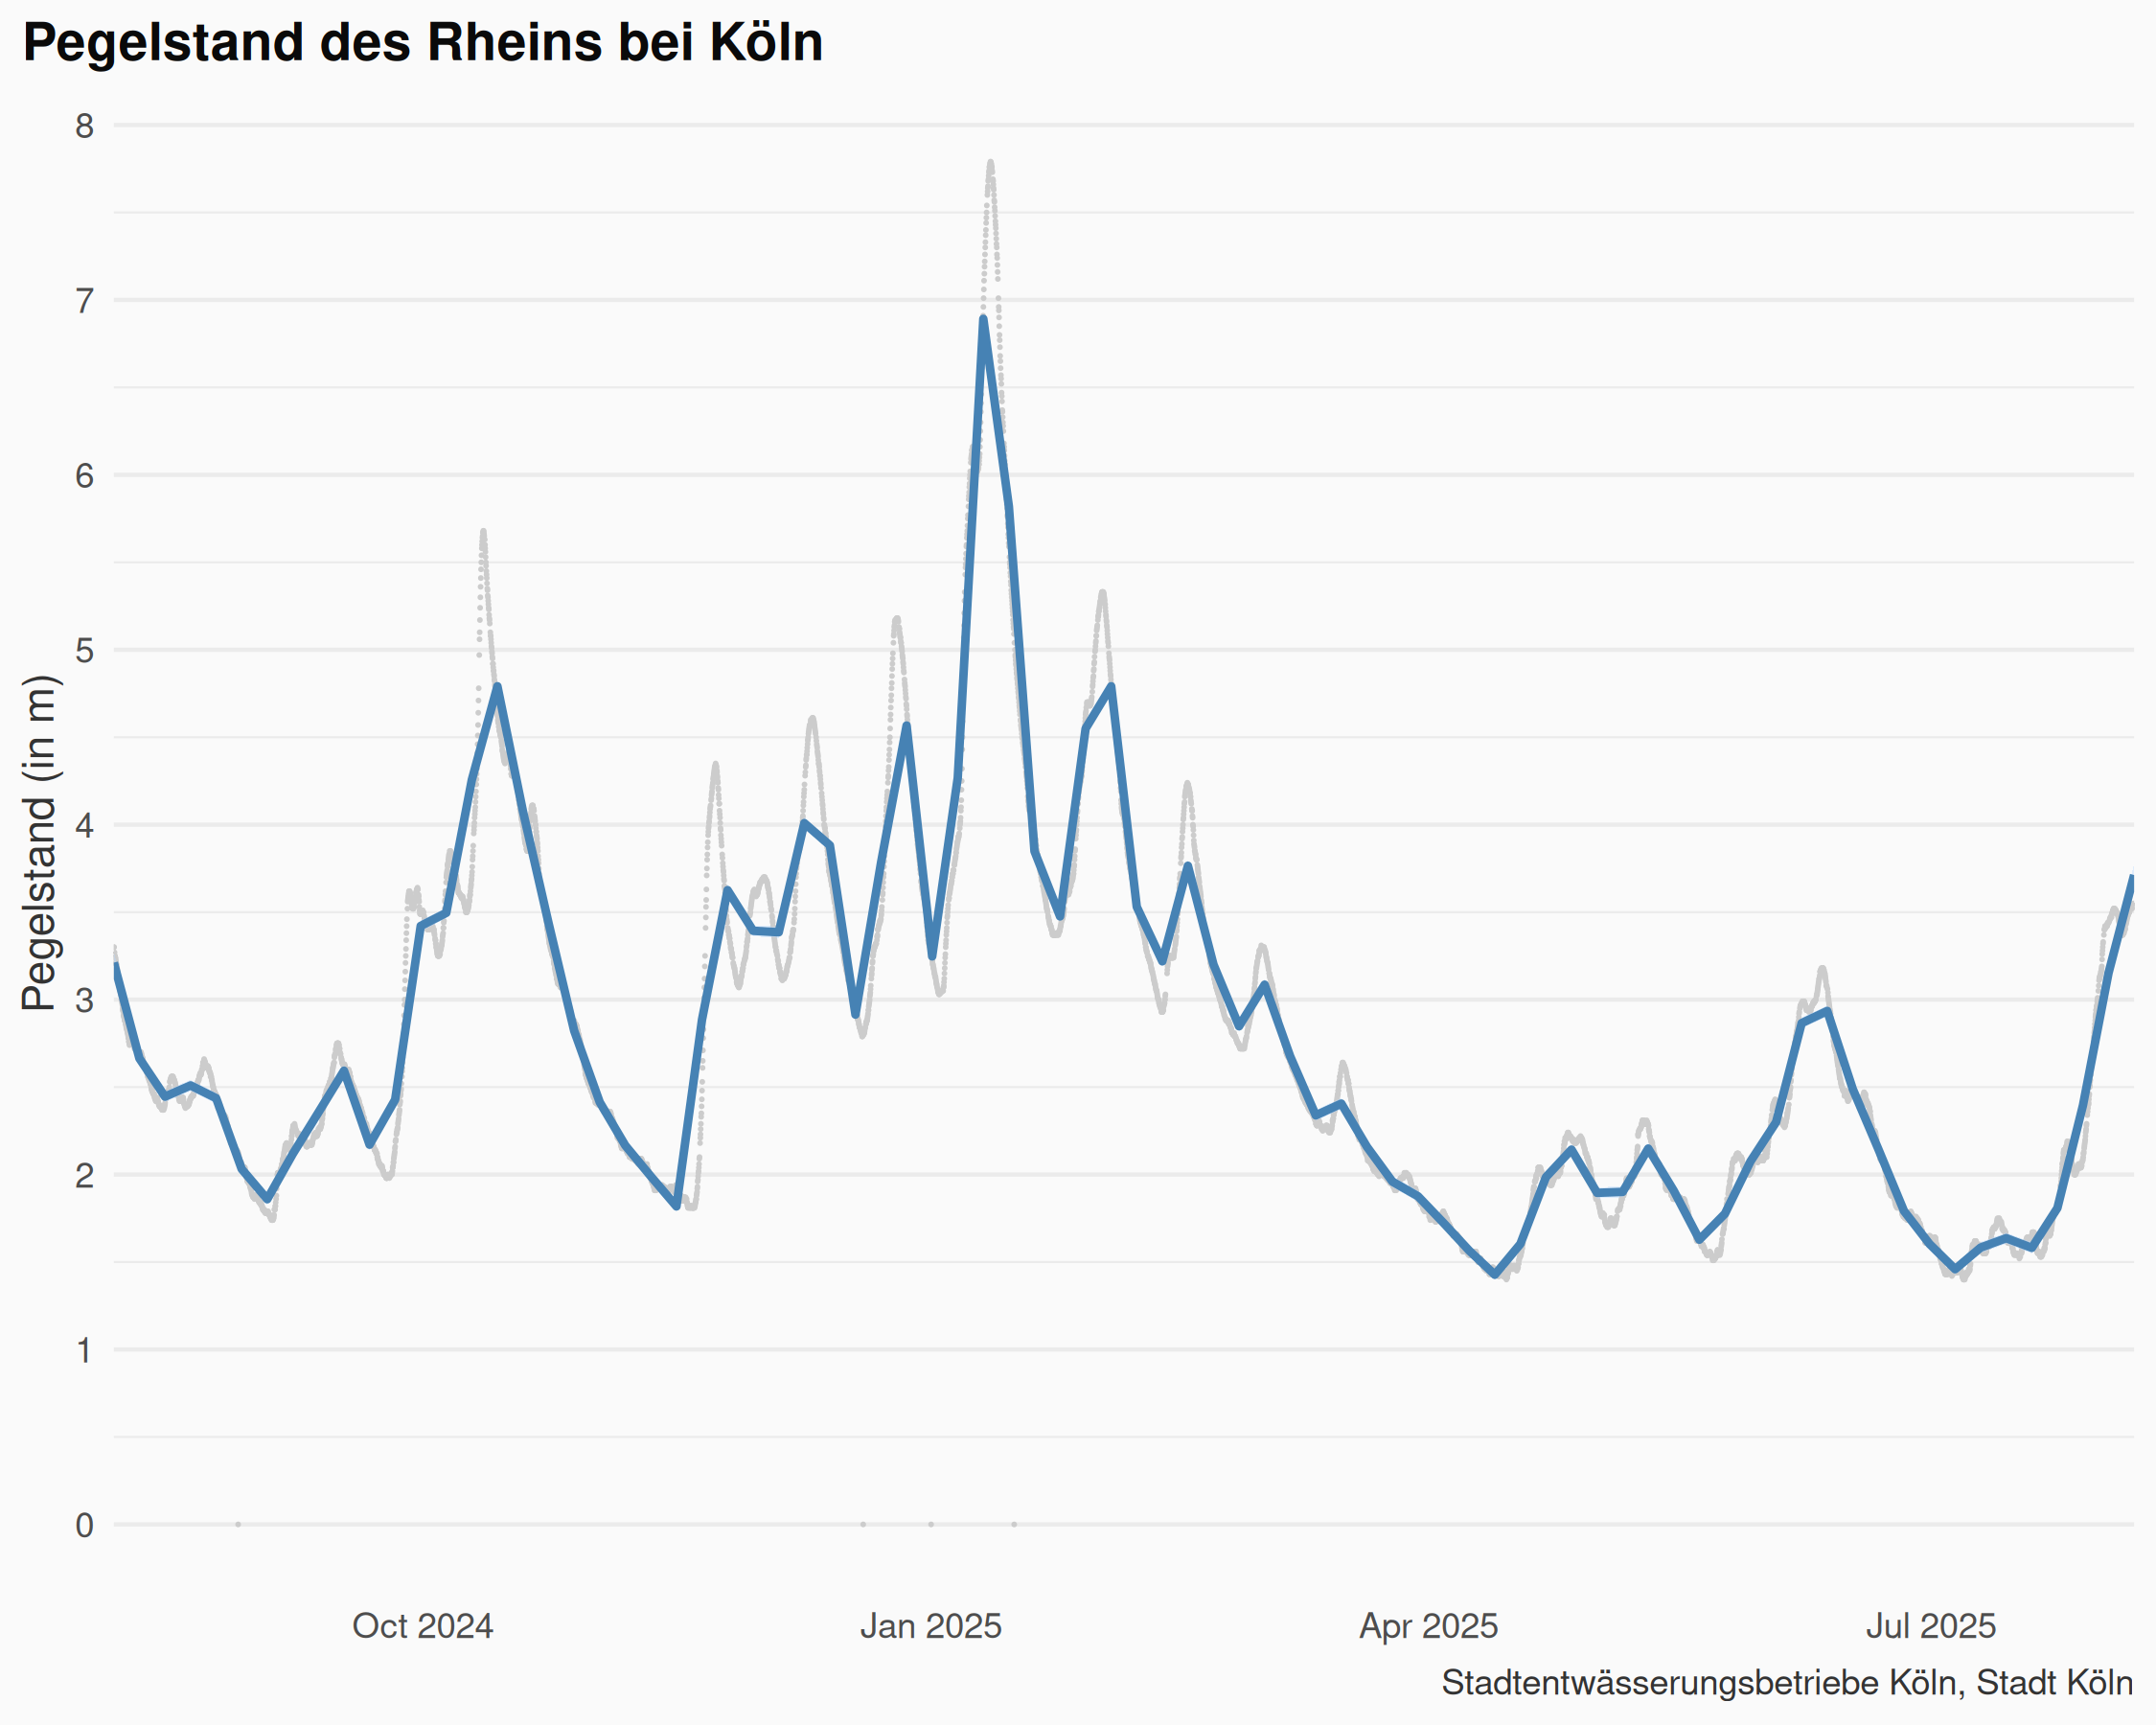 Pegelstand des Rheins bei Köln
Pegelstand (in m)
8
7
6
5
4
3
2
1
0
Oct 2024 Jan 2025 Apr 2025 Jul 2025
Stadtentwässerungsbetriebe Köln, Stadt Köln